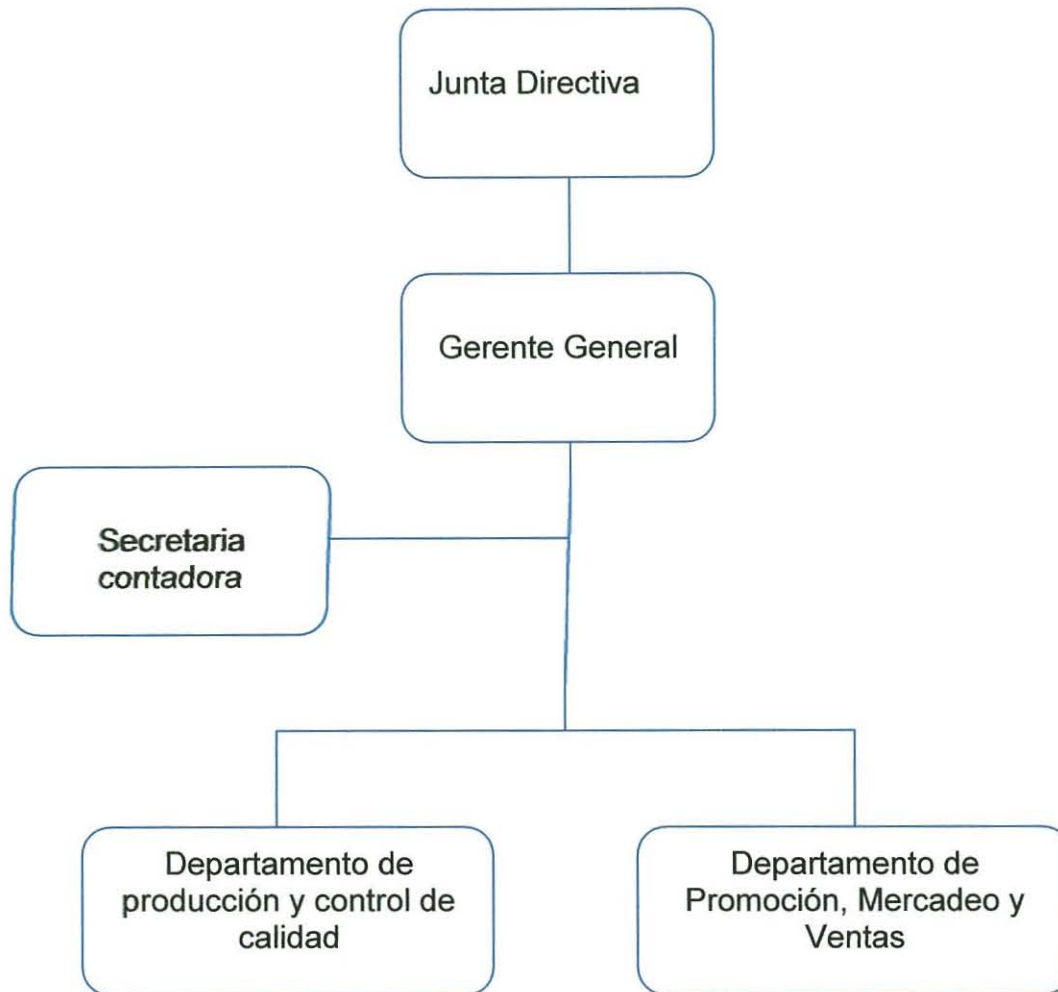 Junta Directiva
Gerente General
Secretaria
contadora
Departamento de
producción y control de
calidad
Departamento de
Promoción, Mercadeo y
Ventas